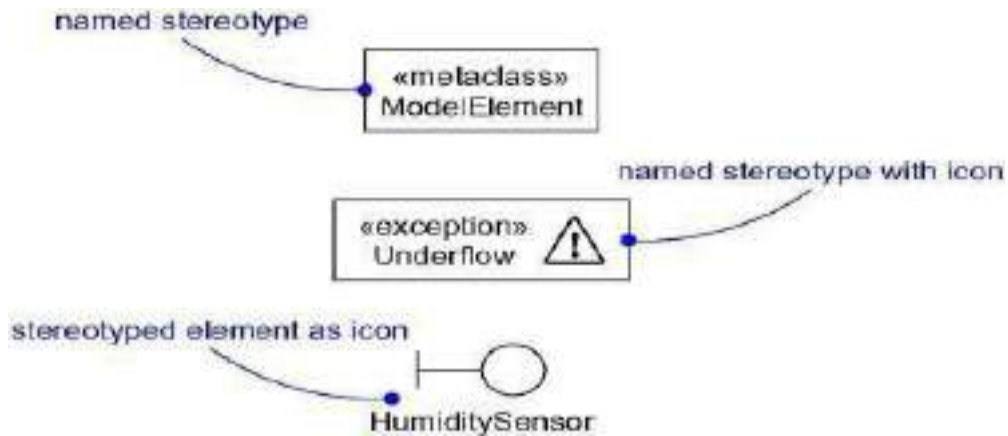 named stereotype
«metaclass»
ModelElement
named stereotype with icon
«exception»
Underflow
stereotyped element as icon
HumiditySensor